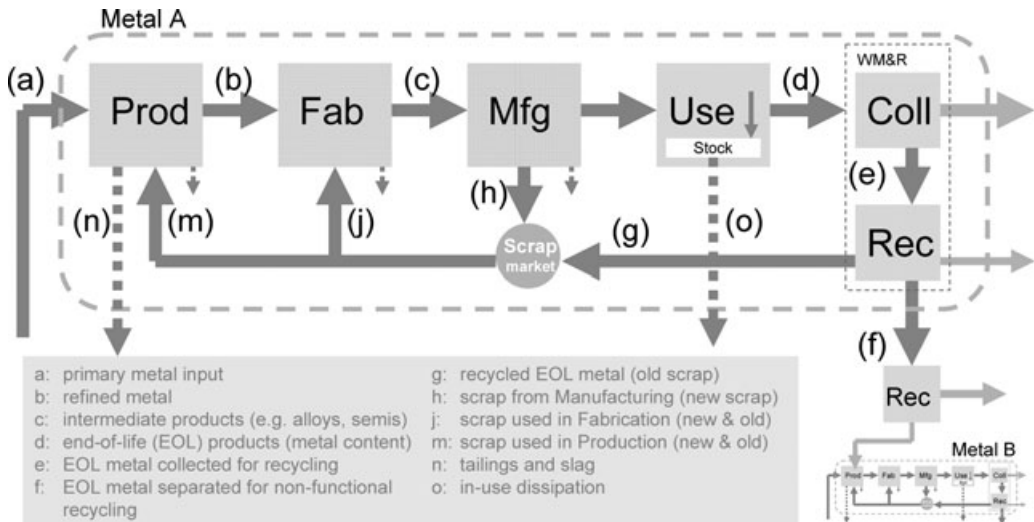 Metal A
(a)
(b)
(c)
(d)
WM&R
Prod
Fab
Mfg
Use
Stock
Coll
(e)
(h)
(n)
(m)
(j)
(g)
(o)
Scrap
market
Rec
(f)
Rec
a: primary metal input
b: refined metal
c: intermediate products (e.g. alloys, semis)
d: end-of-life (EOL) products (metal content)
e: EOL metal collected for recycling
f: EOL metal separated for non-functional
recycling
g: recycled EOL metal (old scrap)
h: scrap from Manufacturing (new scrap)
j: scrap used in Fabrication (new & old)
m: scrap used in Production (new & old)
n: tailings and slag
o: in-use dissipation
Metal B
Prod
Fab
Mfg
Use
Coll
Rec